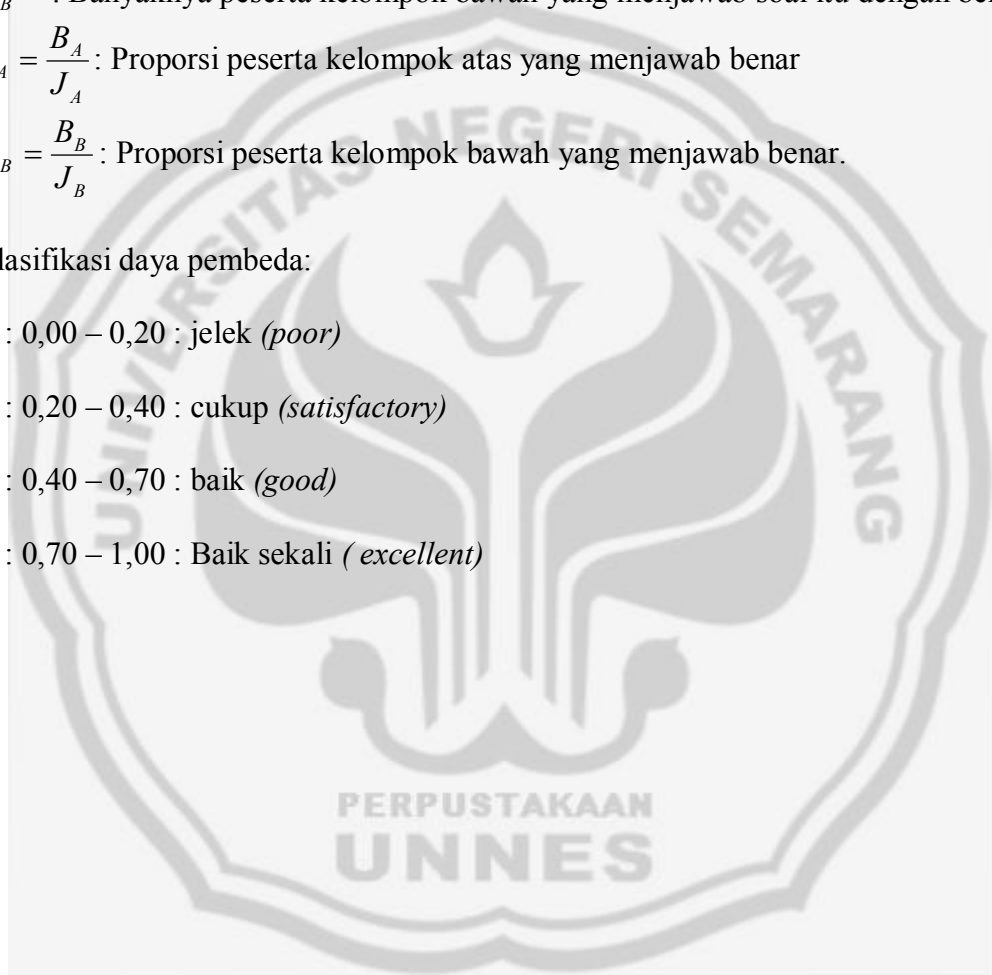 B : Banyaknya peserta kelompok bawah yang menjawab soal itu dengan
A = B_A / J_A : Proporsi peserta kelompok atas yang menjawab benar
B = B_B / J_B : Proporsi peserta kelompok bawah yang menjawab benar.
lasifikasi daya pembeda:
: 0,00 – 0,20 : jelek (poor)
: 0,20 – 0,40 : cukup (satisfactory)
: 0,40 – 0,70 : baik (good)
: 0,70 – 1,00 : Baik sekali ( excellent)
UNIVERSITAS NEGERI SEMARANG
PERPUSTAKAAN
UNNES